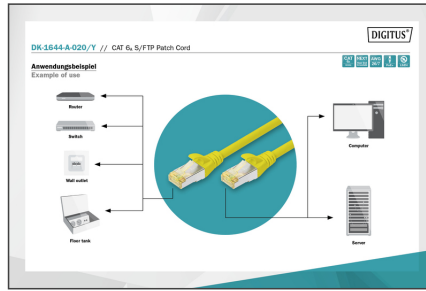 DIGITUS®
DK-1644-A-020/Y // CAT 6A S/FTP Patch Cord
Anwendungsbeispiel
Example of use
Router
Switch
Wall outlet
Floor tank
Computer
Server